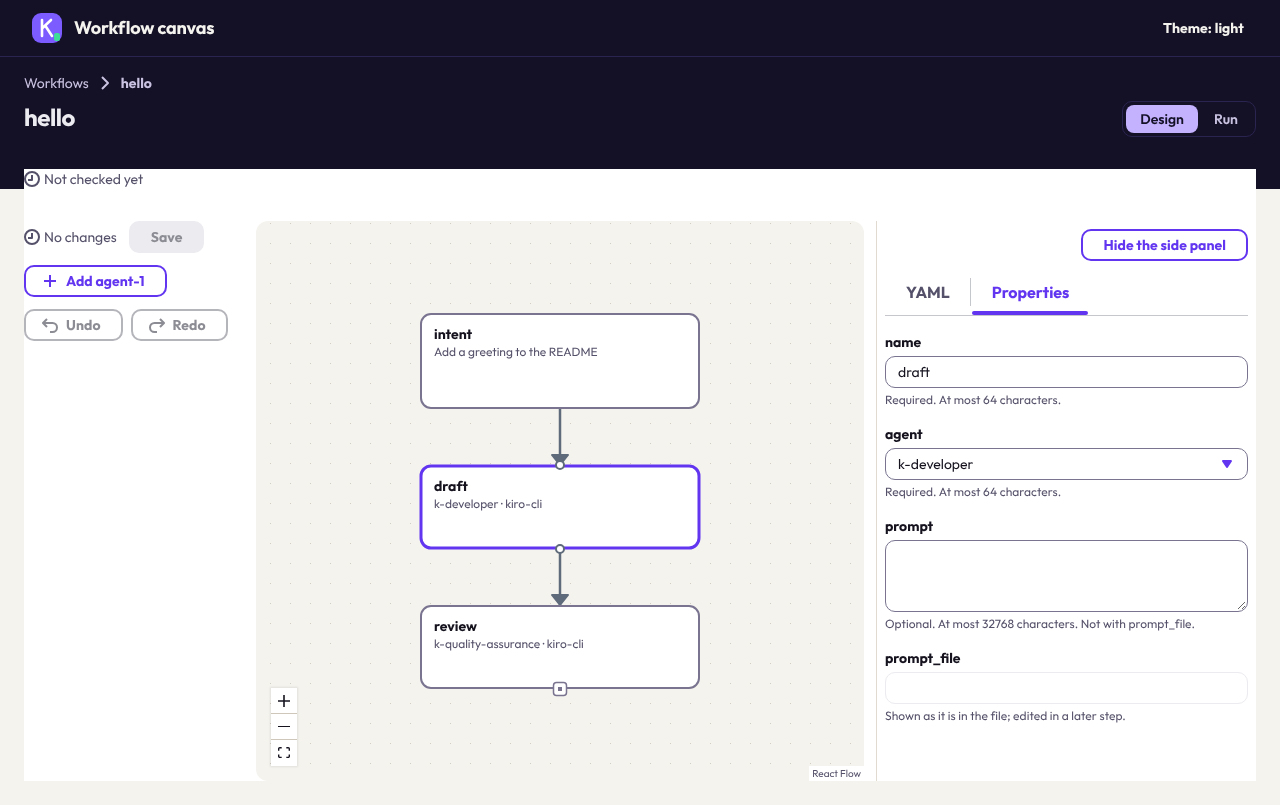 Workflow canvas
Theme: light
Workflows
hello
hello
Design
Run
Not checked yet
No changes
Save
Add agent-1
Undo
Redo
intent
Add a greeting to the README
draft
k-developer · kiro-cli
review
k-quality-assurance · kiro-cli
React Flow
Hide the side panel
YAML
Properties
name
draft
Required. At most 64 characters.
agent
k-developer
Required. At most 64 characters.
prompt
Optional. At most 32768 characters. Not with prompt_file.
prompt_file
Shown as it is in the file; edited in a later step.